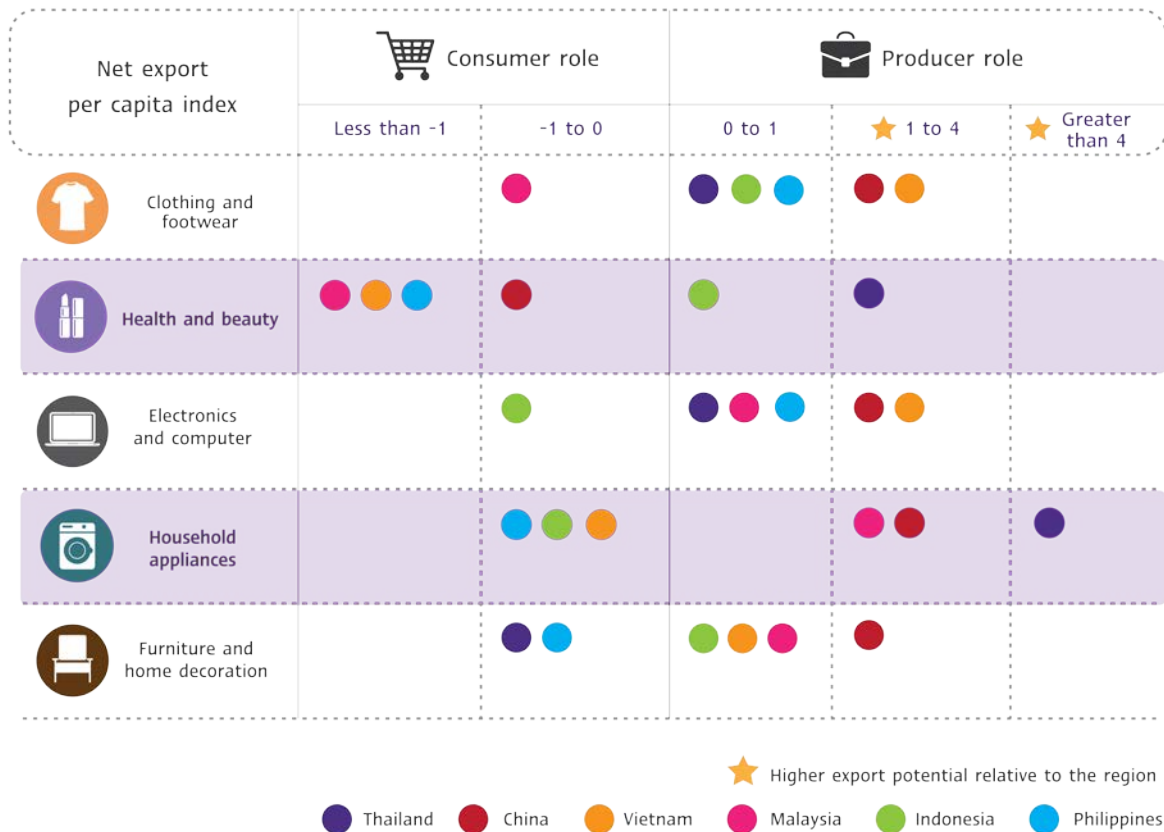 Net export
per capita index
Consumer role
Producer role
Less than -1
-1 to 0
0 to 1
1 to 4
Greater
than 4
Clothing and
footwear
Health and beauty
Electronics
and computer
Household
appliances
Furniture and
home decoration
Higher export potential relative to the region
Thailand
China
Vietnam
Malaysia
Indonesia
Philippines